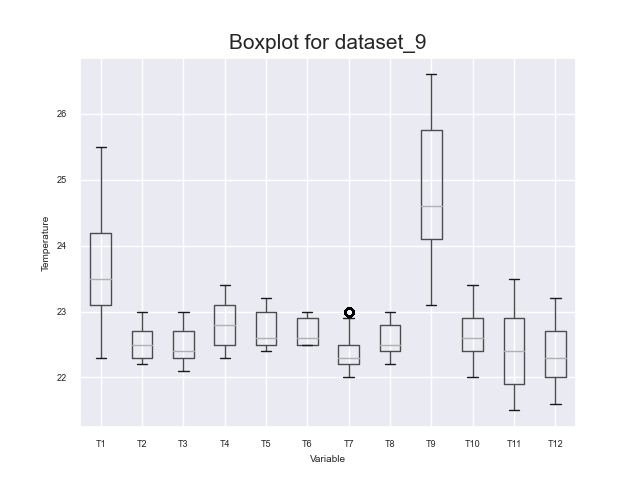 Boxplot for dataset_9
26
25
24
23
22
Temperature
T1 T2 T3 T4 T5 T6 T7 T8 T9 T10 T11 T12
Variable